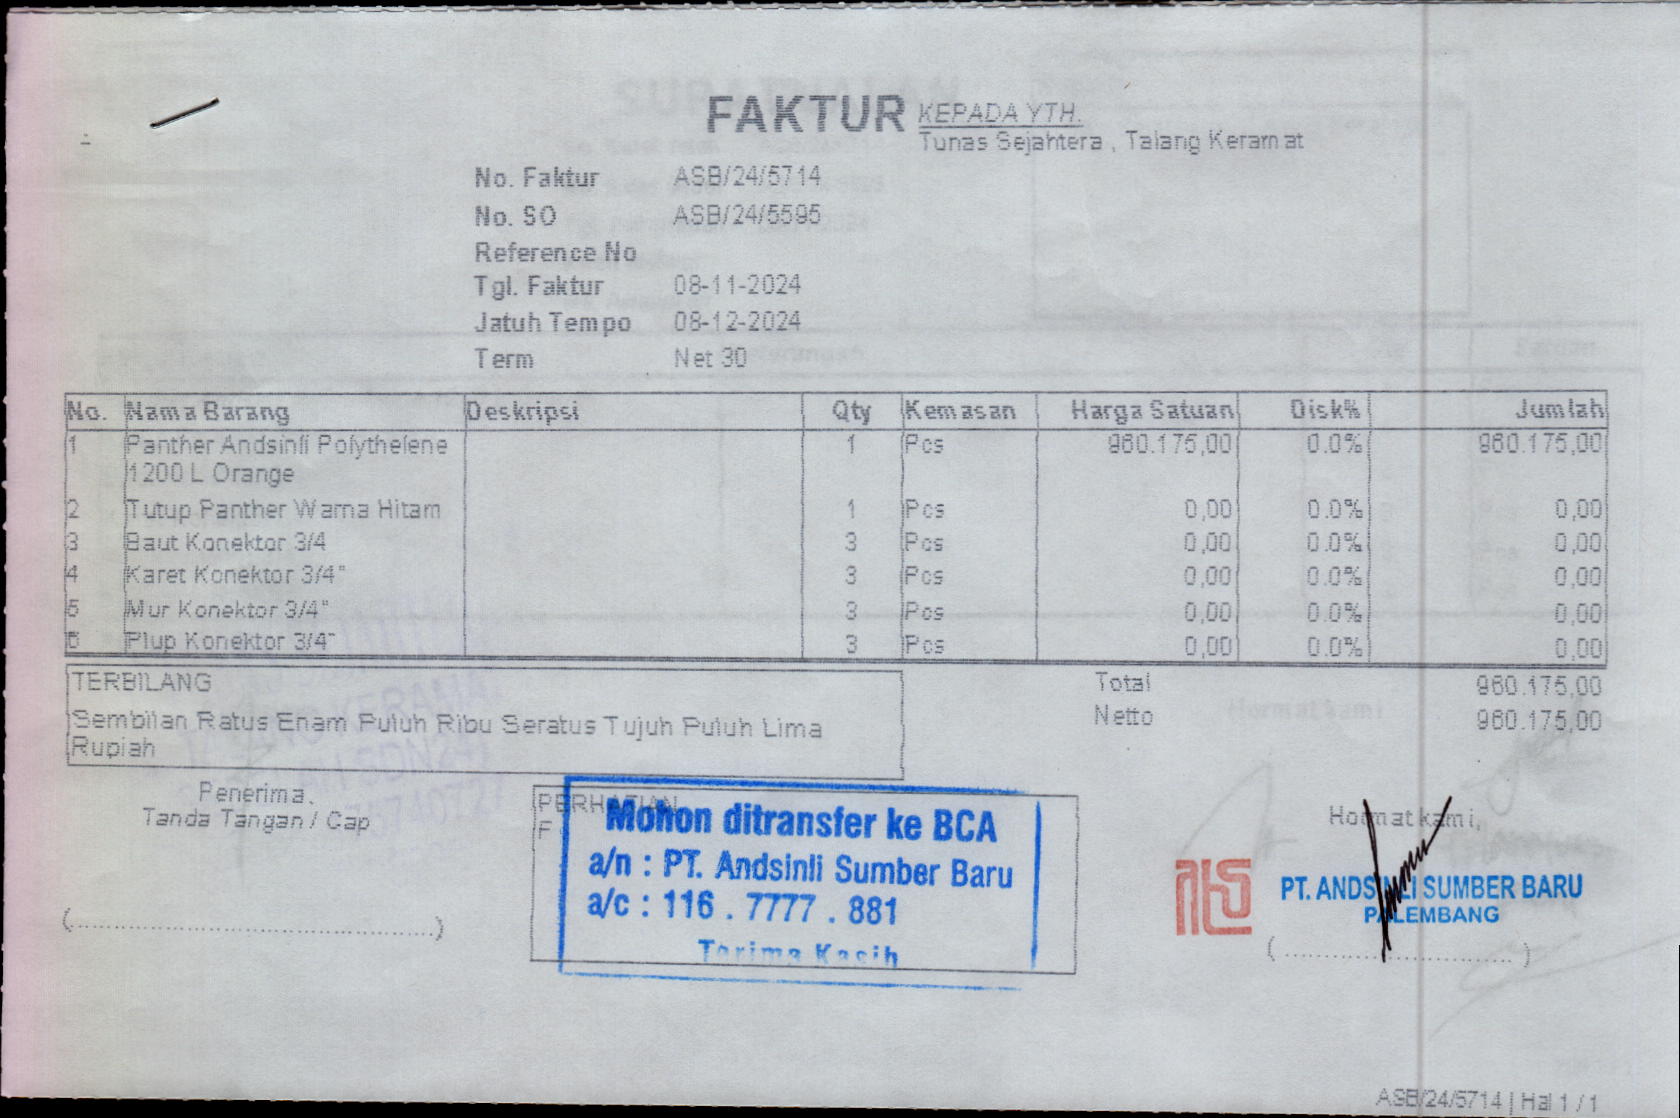 FAKTUR
KEPADA YTH.
Tunas Sejahtera , Talang Keramat
No. Faktur ASB/24/5714
No. SO ASB/24/5595
Reference No
Tgl. Faktur 08-11-2024
Jatuh Tempo 08-12-2024
Term Net 30
No. Nama Barang Deskripsi Qty Kemasan Harga Satuan Disk% Jumlah
1 Panther Andsinli Polythelene 1 Pcs 960.175,00 0.0% 960.175,00
1200 L Orange
2 Tutup Panther Warna Hitam 1 Pcs 0,00 0.0% 0,00
3 Baut Konektor 3/4 3 Pcs 0,00 0.0% 0,00
4 Karet Konektor 3/4" 3 Pcs 0,00 0.0% 0,00
5 Mur Konektor 3/4" 3 Pcs 0,00 0.0% 0,00
6 Plup Konektor 3/4" 3 Pcs 0,00 0.0% 0,00
TERBILANG
Sembilan Ratus Enam Puluh Ribu Seratus Tujuh Puluh Lima
Rupiah
Total 960.175,00
Netto 960.175,00
Penerima,
Tanda Tangan / Cap
(..............................................)
PERHATIAN
Mohon ditransfer ke BCA
a/n : PT. Andsinli Sumber Baru
a/c : 116 . 7777 . 881
Terima Kasih
Hormat kami,
PT. ANDSINLI SUMBER BARU
PALEMBANG
(..............................................)
ASB/24/5714 | Hal 1 / 1